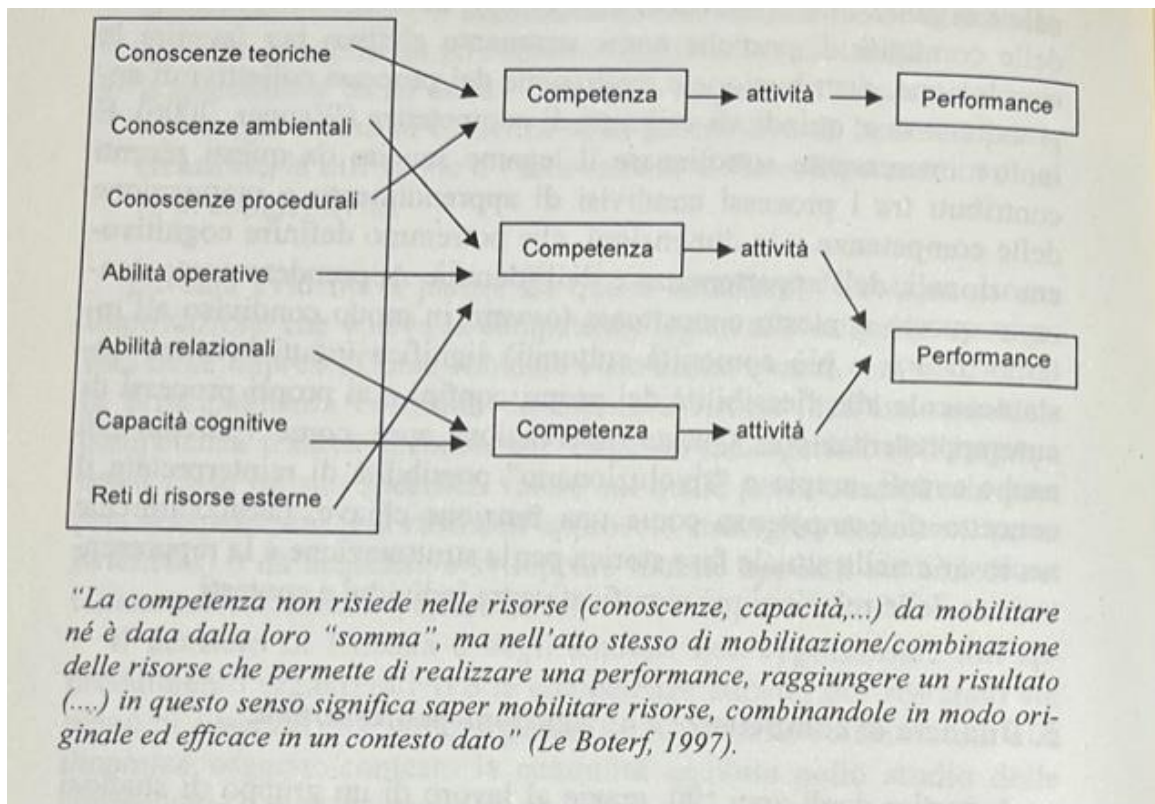 Conoscenze teoriche
Conoscenze ambientali
Conoscenze procedurali
Abilità operative
Abilità relazionali
Capacità cognitive
Reti di risorse esterne
Competenza attività Performance
Competenza attività
Performance
Competenza attività
"La competenza non risiede nelle risorse (conoscenze, capacità,...) da mobilitare
né è data dalla loro "somma", ma nell'atto stesso di mobilitazione/combinazione
delle risorse che permette di realizzare una performance, raggiungere un risultato
(....) in questo senso significa saper mobilitare risorse, combinandole in modo ori-
ginale ed efficace in un contesto dato" (Le Boterf, 1997).